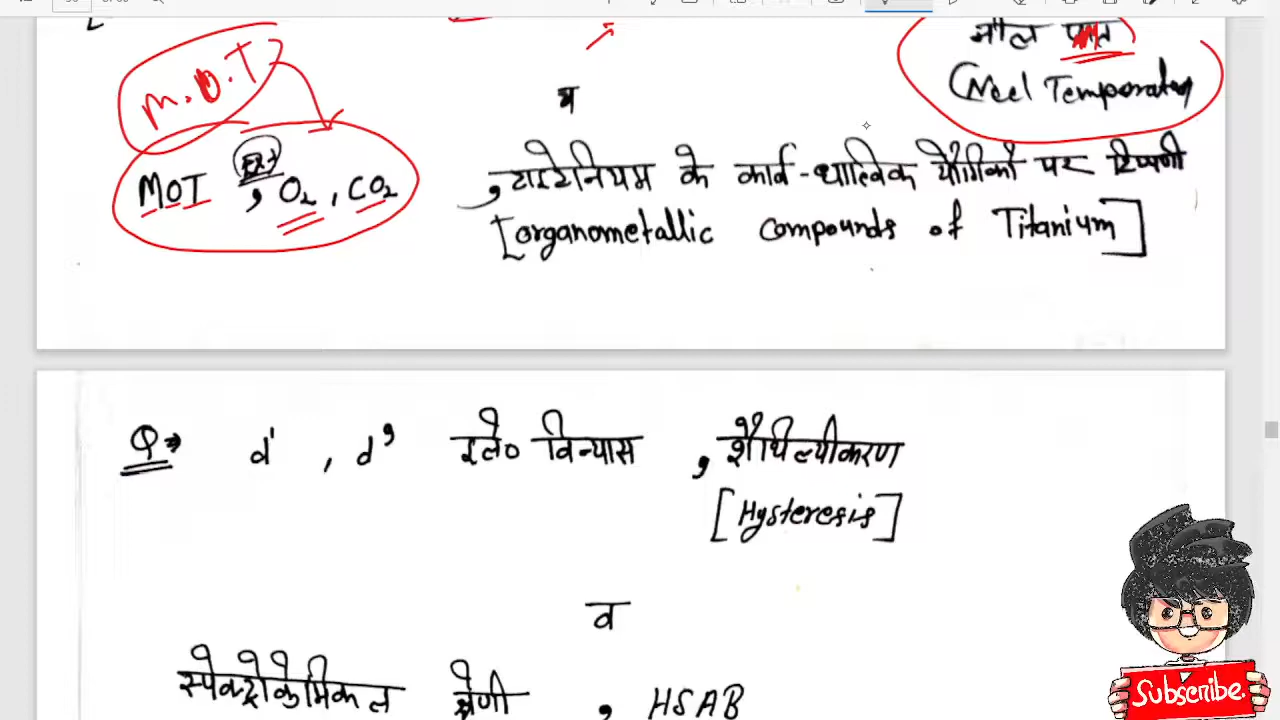 M.O.T
नील
(Neel Temperature
व
MOT , O₂ , CO₂
, टाइटेनियम के कार्ब-धात्विक यौगिकों पर टिप्पणी
[organometallic compounds of Titanium]
Q⇒ d¹ , d⁹ इले० विन्यास , शैथिल्यीकरण
[Hysteresis]
व
स्पेक्ट्रोकेमिकल श्रेणी , HSAB
Subscribe.